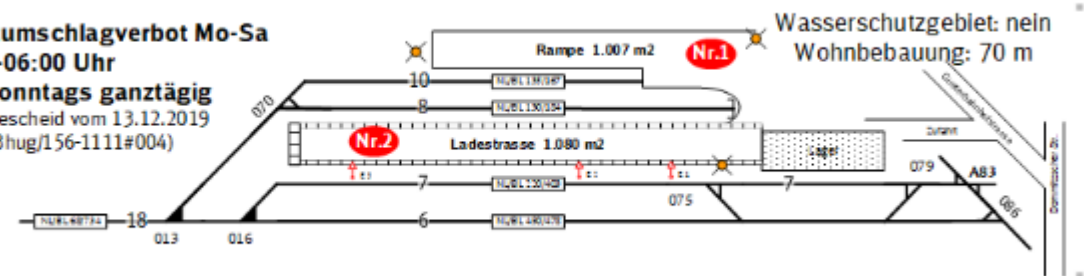 umschlagverbot Mo-Sa
-06:00 Uhr
onntags ganztägig
escheid vom 13.12.2019
hug/156-1111#004)
Wasserschutzgebiet: nein
Wohnbebauung: 70 m
Rampe 1.007 m2
Nr.1
10
070
8
Nr.2
Ladestrasse 1.080 m2
Lager
Zufahrt
079
A83
7
7
075
086
18
6
013
016